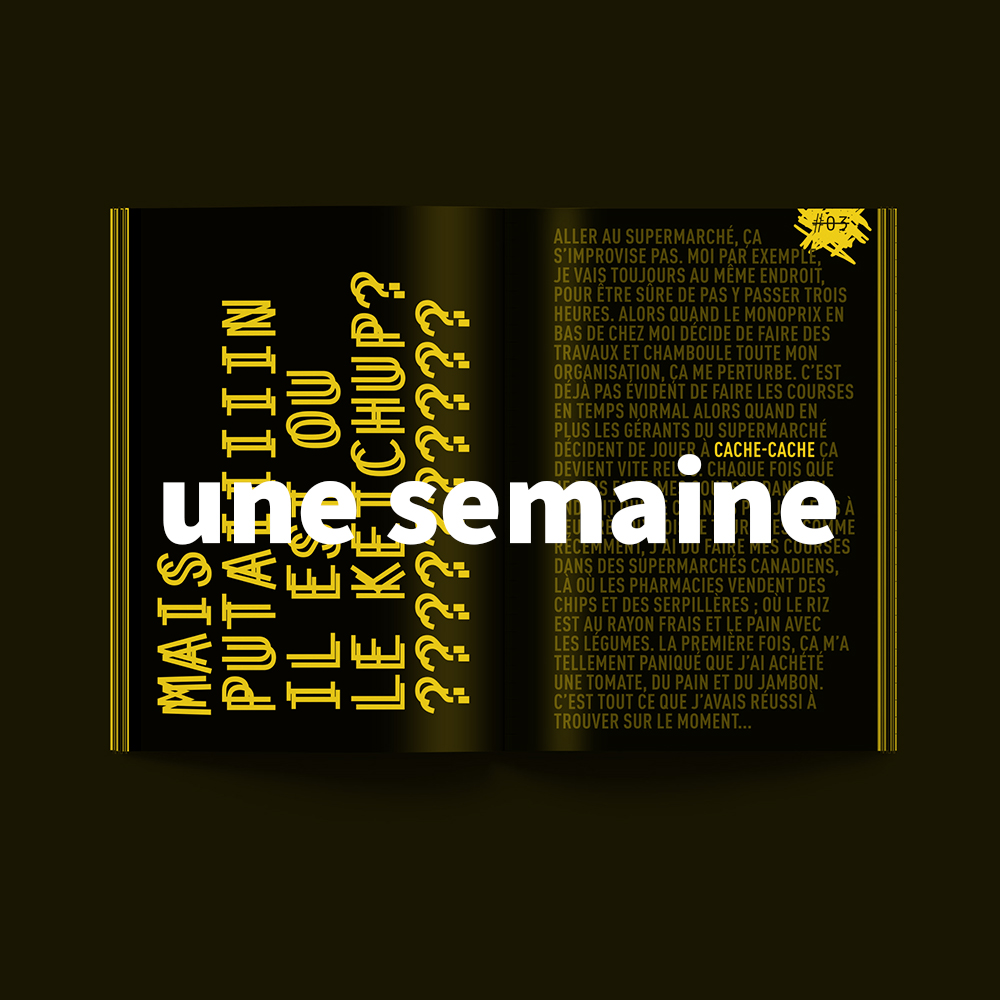 MAIS
PUTAIIIIIN
IL EST OU
LE KETCHUP?
??????????
#03
ALLER AU SUPERMARCHÉ, ÇA
S'IMPROVISE PAS. MOI PAR EXEMPLE,
JE VAIS TOUJOURS AU MÊME ENDROIT,
POUR ÊTRE SÛRE DE PAS Y PASSER TROIS
HEURES. ALORS QUAND LE MONOPRIX EN
BAS DE CHEZ MOI DÉCIDE DE FAIRE DES
TRAVAUX ET CHAMBOULE TOUTE MON
ORGANISATION, ÇA ME PERTURBE. C'EST
DÉJÀ PAS ÉVIDENT DE FAIRE LES COURSES
EN TEMPS NORMAL ALORS QUAND EN
PLUS LES GÉRANTS DU SUPERMARCHÉ
DÉCIDENT DE JOUER À CACHE-CACHE ÇA
DEVIENT VITE CHAQUE FOIS QUE
une semaine
RÉCEMMENT, J'AI DÛ FAIRE MES COURSES
DANS DES SUPERMARCHÉS CANADIENS,
LÀ OÙ LES PHARMACIES VENDENT DES
CHIPS ET DES SERPILLÈRES ; OÙ LE RIZ
EST AU RAYON FRAIS ET LE PAIN AVEC
LES LÉGUMES. LA PREMIÈRE FOIS, ÇA M'A
TELLEMENT PANIQUÉ QUE J'AI ACHÉTÉ
UNE TOMATE, DU PAIN ET DU JAMBON.
C'EST TOUT CE QUE J'AVAIS RÉUSSI À
TROUVER SUR LE MOMENT...